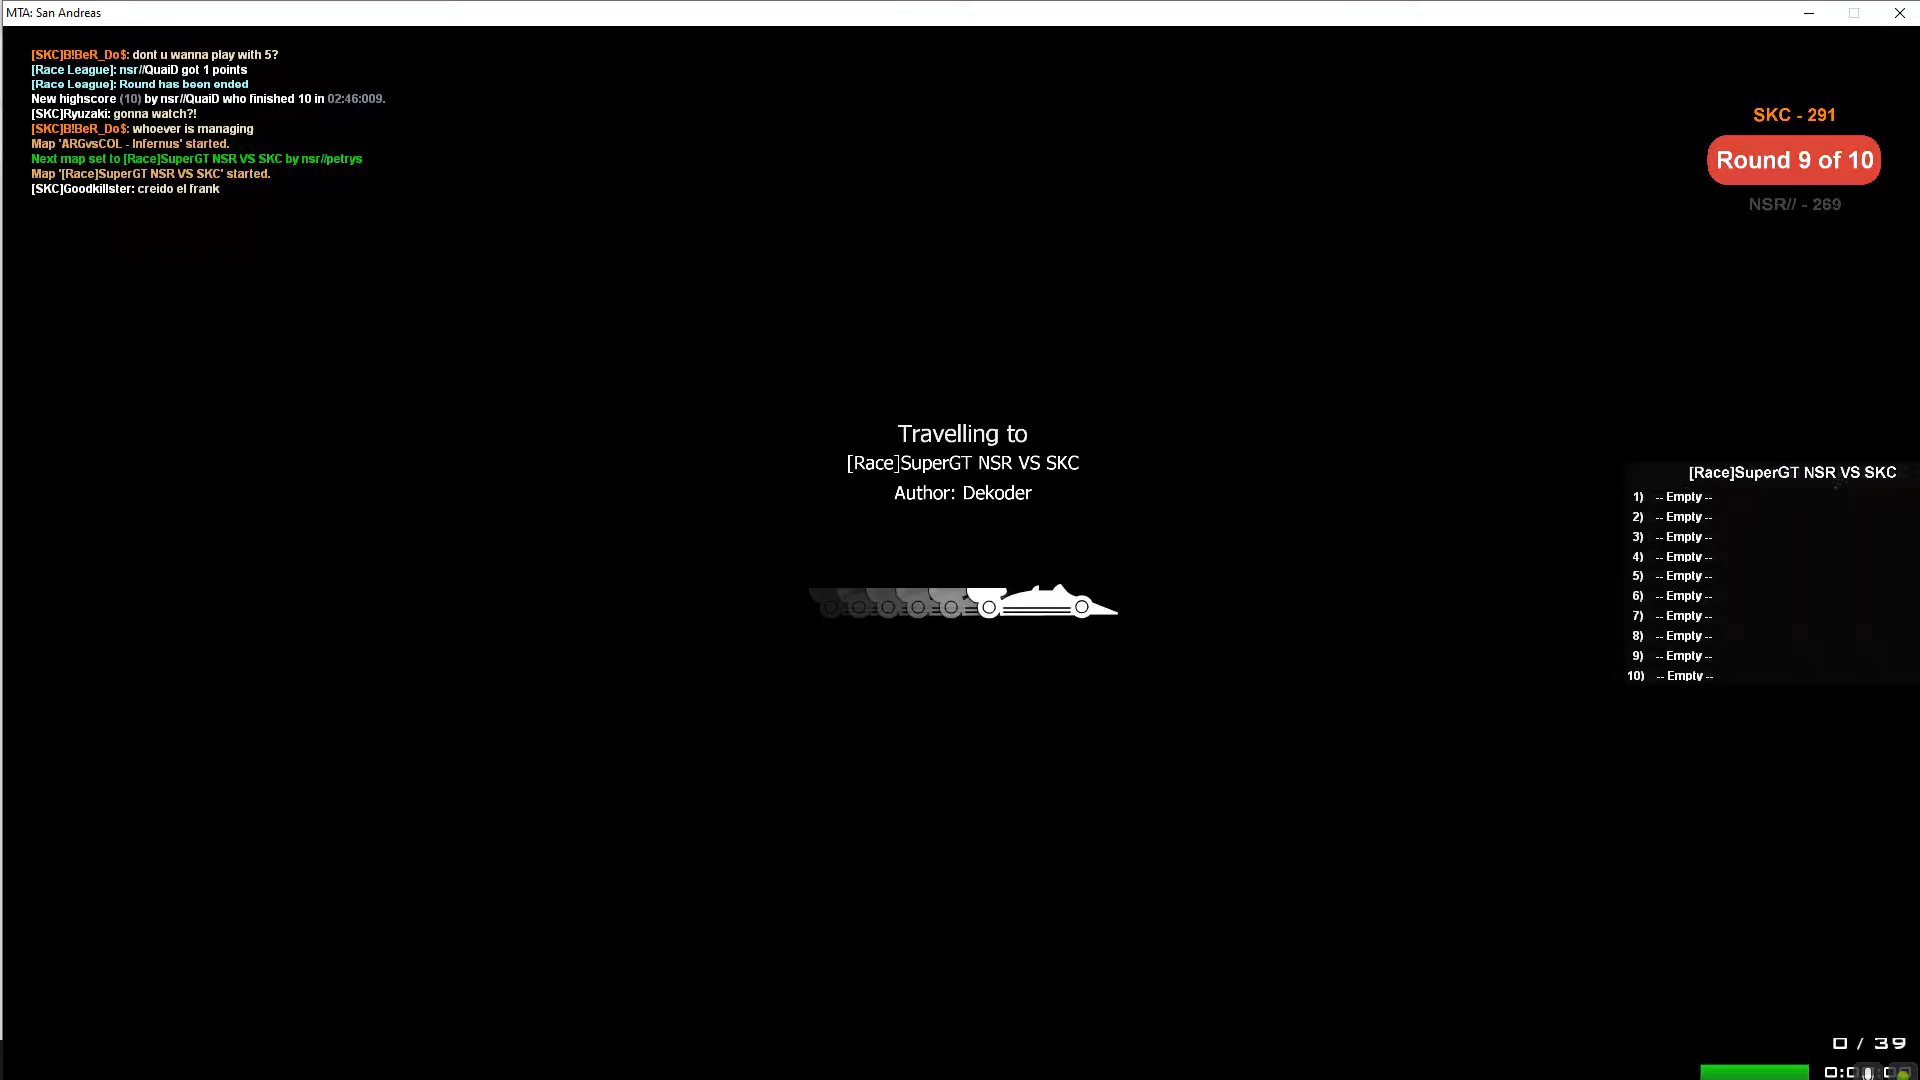 MTA: San Andreas
[SKC]B!BeR_Do$: dont u wanna play with 5?
[Race League]: nsr//QuaiD got 1 points
[Race League]: Round has been ended
New highscore (10) by nsr//QuaiD who finished 10 in 02:46:009.
[SKC]Ryuzaki: gonna watch?!
[SKC]B!BeR_Do$: whoever is managing
Map 'ARGvsCOL - Infernus' started.
Next map set to [Race]SuperGT NSR VS SKC by nsr//petrys
Map '[Race]SuperGT NSR VS SKC' started.
[SKC]Goodkillster: creido el frank
SKC - 291
Round 9 of 10
NSR// - 269
Travelling to
[Race]SuperGT NSR VS SKC
Author: Dekoder
[Race]SuperGT NSR VS SKC
1) -- Empty --
2) -- Empty --
3) -- Empty --
4) -- Empty --
5) -- Empty --
6) -- Empty --
7) -- Empty --
8) -- Empty --
9) -- Empty --
10) -- Empty --
0 / 39